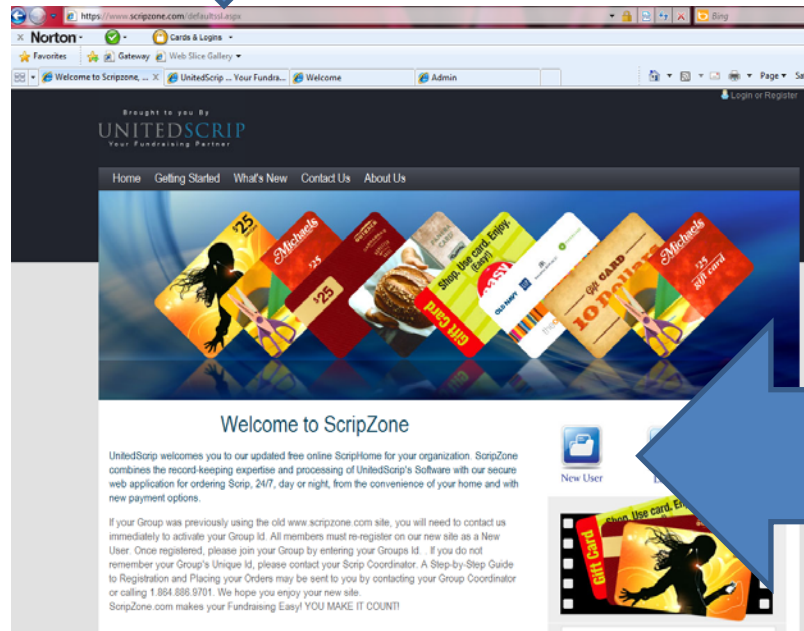 https://www.scripzone.com/defaultssl.aspx
Bing
× Norton
Cards & Logins
Favorites
Gateway
Web Slice Gallery
Welcome to Scripzone, ...
UnitedScrip ... Your Fundra...
Welcome
Admin
Page
Login or Register
Brought to you By
UNITEDSCRIP
Your Fundraising Partner
Home
Getting Started
What's New
Contact Us
About Us
$25
Michaels
$25
$25
PANERA
Shop. Use card. Enjoy.
(Easy!)
easy
Gift Card
OLD NAVY
GAP
Gift CARD
10 Dollars
Michaels
$25
gift card
Welcome to ScripZone
UnitedScrip welcomes you to our updated free online ScripHome for your organization. ScripZone
combines the record-keeping expertise and processing of UnitedScrip's Software with our secure
web application for ordering Scrip, 24/7, day or night, from the convenience of your home and with
new payment options.
If your Group was previously using the old www.scripzone.com site, you will need to contact us
immediately to activate your Group Id. All members must re-register on our new site as a New
User. Once registered, please join your Group by entering your Groups Id. . If you do not
remember your Group's Unique Id, please contact your Scrip Coordinator. A Step-by-Step Guide
to Registration and Placing your Orders may be sent to you by contacting your Group Coordinator
or calling 1.864.886.9701. We hope you enjoy your new site.
ScripZone.com makes your Fundraising Easy! YOU MAKE IT COUNT!
New User
Shop. Use card.
Gift Card